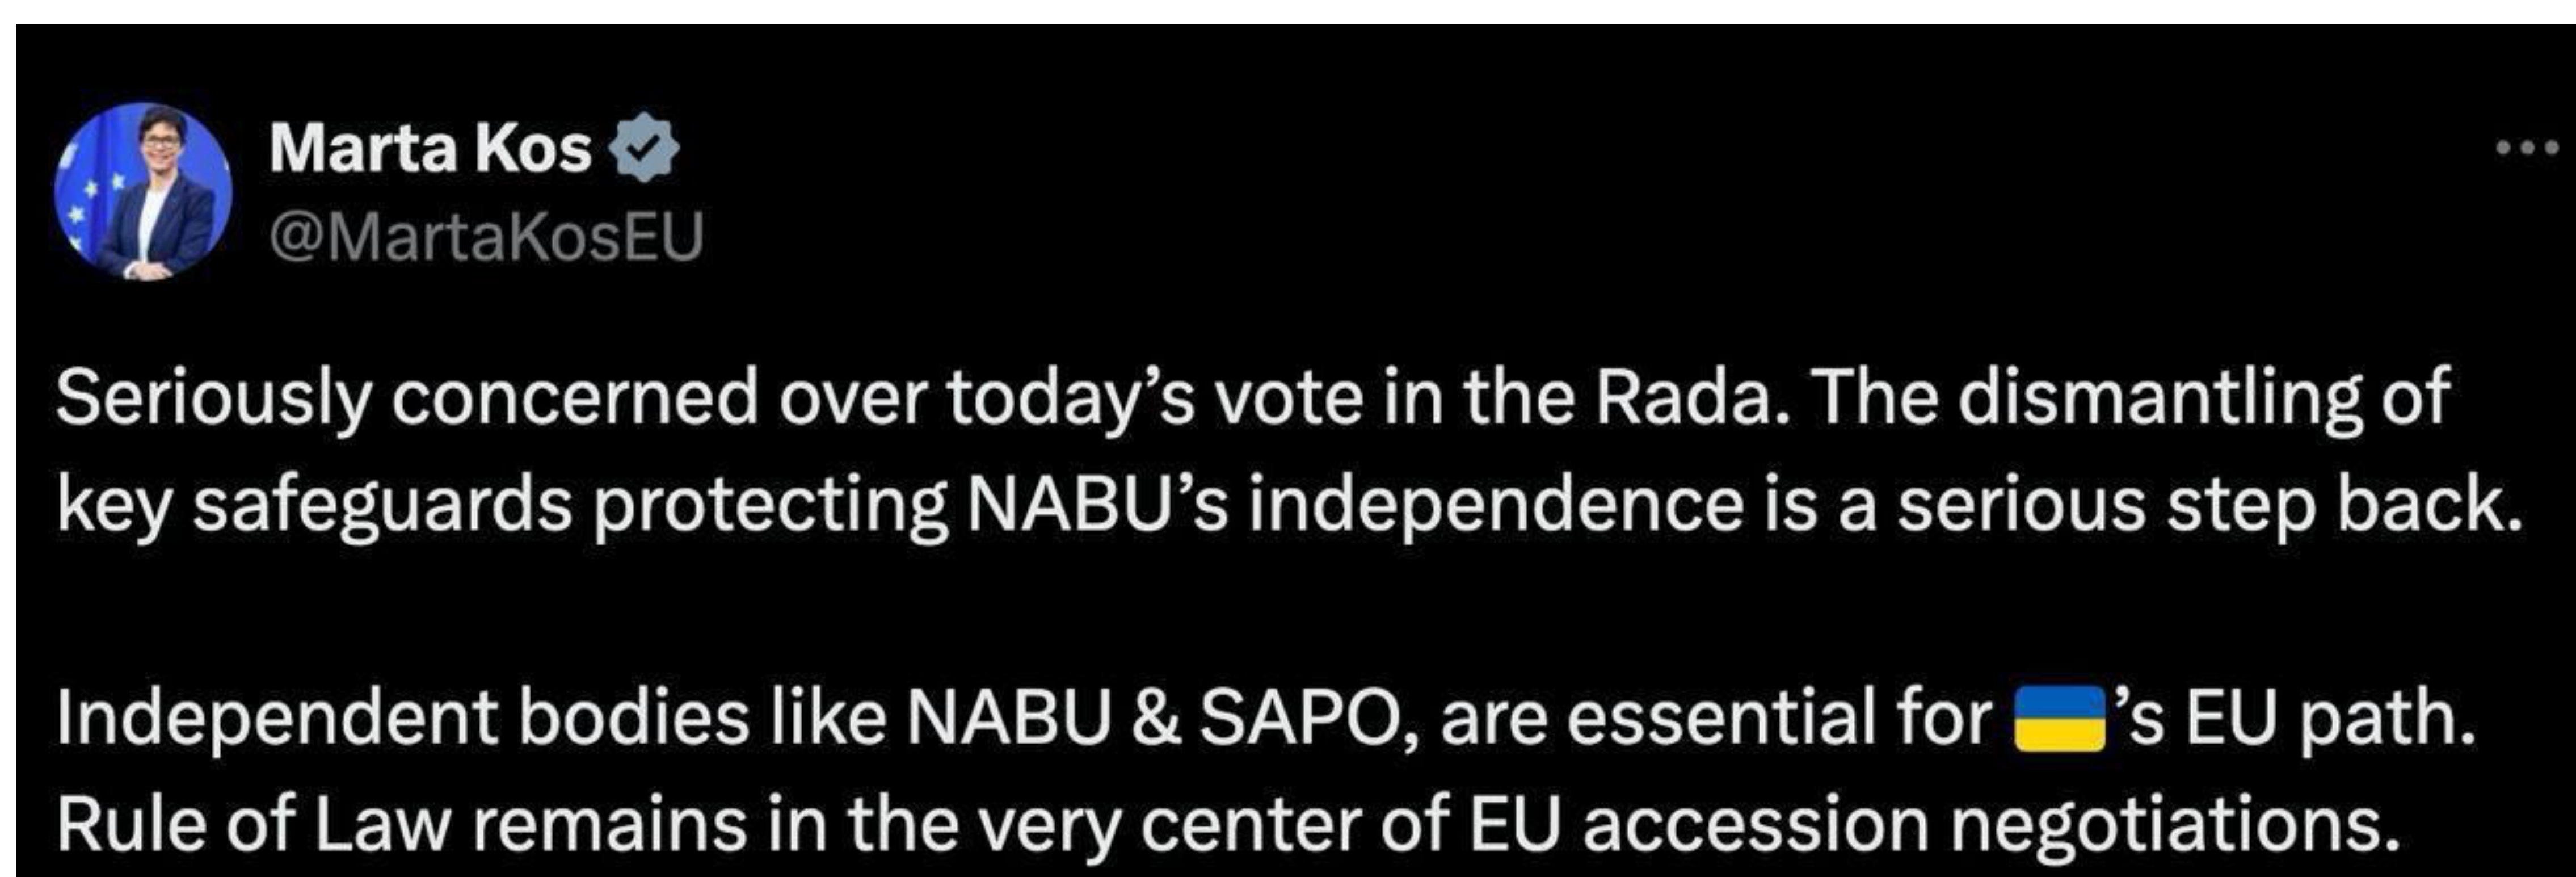 Marta Kos
@MartaKosEU
Seriously concerned over today’s vote in the Rada. The dismantling of
key safeguards protecting NABU’s independence is a serious step back.
Independent bodies like NABU & SAPO, are essential for 🇺🇦’s EU path.
Rule of Law remains in the very center of EU accession negotiations.